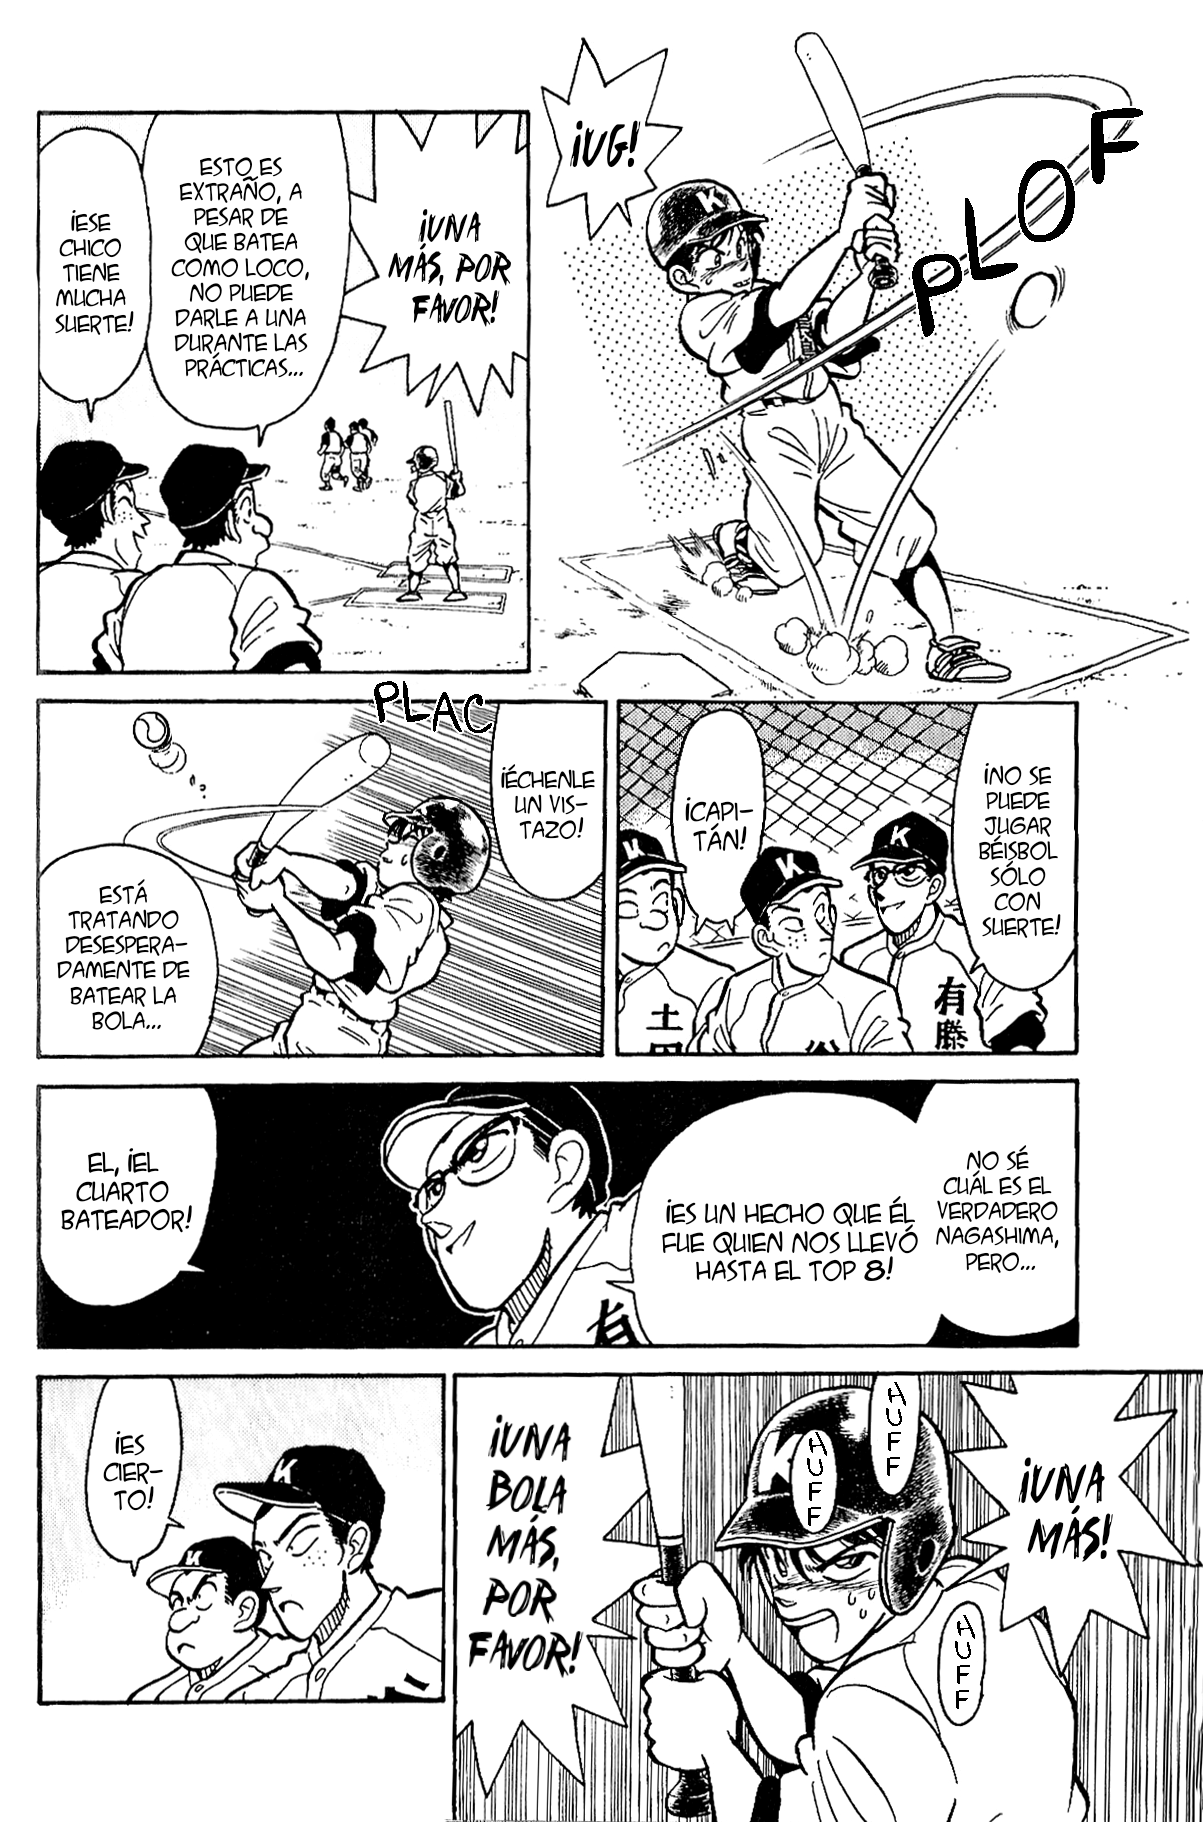 ¡UG!
PLOF
K
¡UNA
MÁS, POR
FAVOR!
ESTO ES
EXTRAÑO, A
PESAR DE
QUE BATEA
COMO LOCO,
NO PUEDE
DARLE A UNA
DURANTE LAS
PRÁCTICAS...
¡ESE
CHICO
TIENE
MUCHA
SUERTE!
¡NO SE
PUEDE
JUGAR
BÉISBOL
SÓLO
CON
SUERTE!
¡CAPI-
TÁN!
K
K
K
有藤
土田
PLAC
¡ÉCHENLE
UN VIS-
TAZO!
ESTÁ
TRATANDO
DESESPERA-
DAMENTE DE
BATEAR LA
BOLA...
NO SÉ
CUÁL ES EL
VERDADERO
NAGASHIMA,
PERO...
¡ES UN HECHO QUE ÉL
FUE QUIEN NOS LLEVÓ
HASTA EL TOP 8!
有
EL, ¡EL
CUARTO
BATEADOR!
¡UNA
MÁS!
HUFF
HUFF
HUFF
K
¡UNA
BOLA
MÁS,
POR
FAVOR!
¡ES
CIER-
TO!
K
K